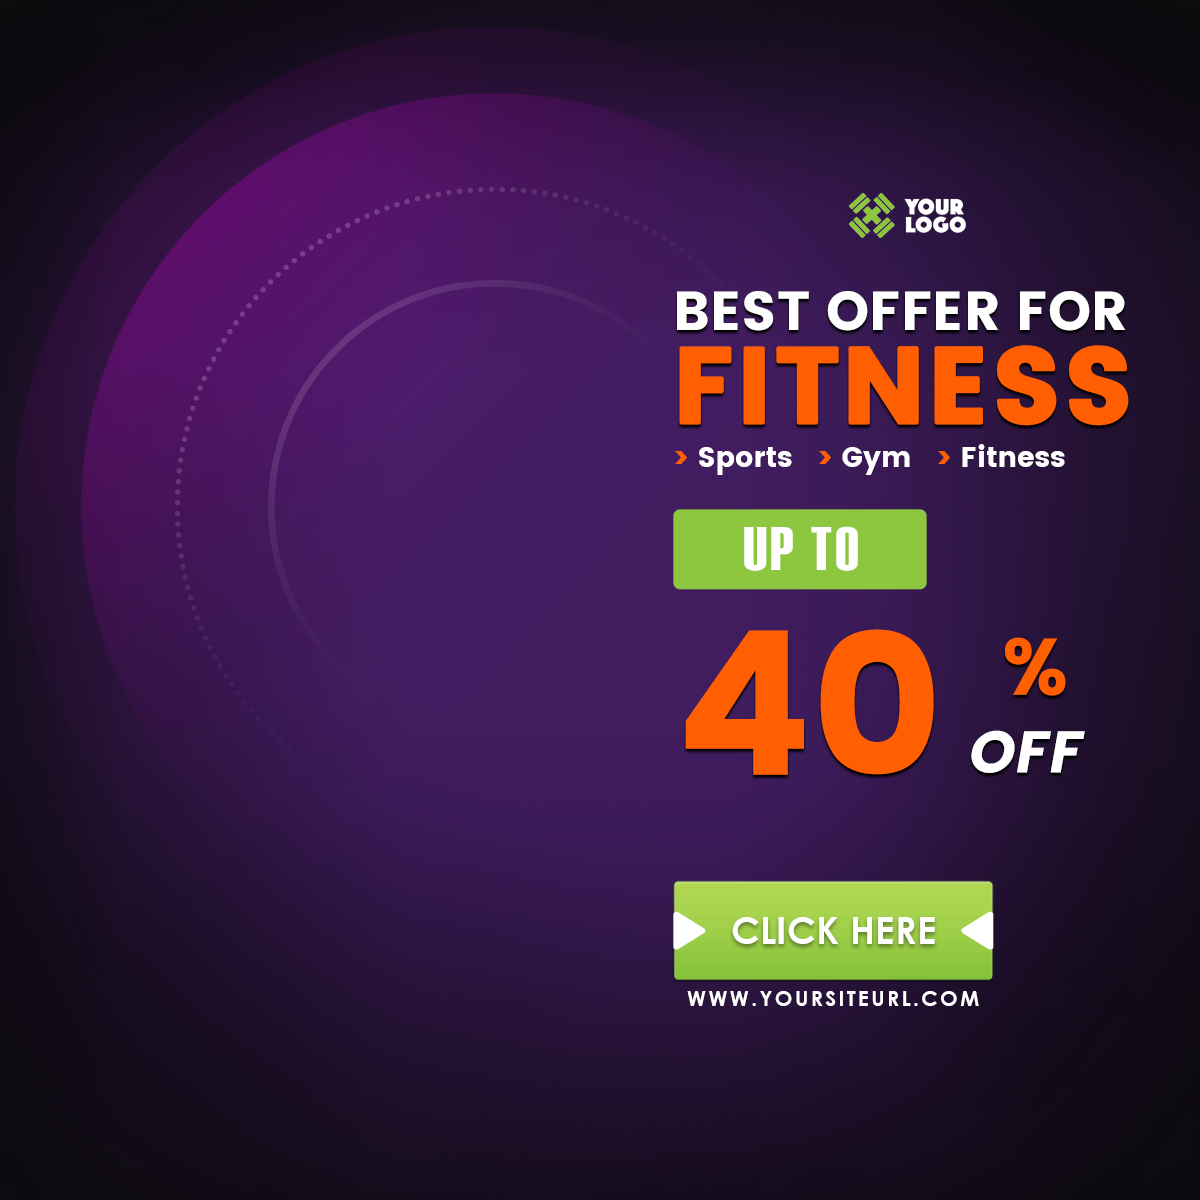 YOUR
LOGO
BEST OFFER FOR
FITNESS
› Sports › Gym › Fitness
UP TO
40 % OFF
CLICK HERE
WWW.YOURSITEURL.COM